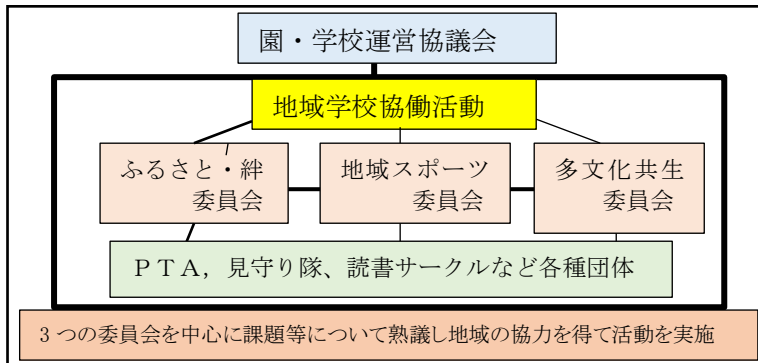 園・学校運営協議会
地域学校協働活動
ふるさと・絆
委員会
地域スポーツ
委員会
多文化共生
委員会
ＰＴＡ，見守り隊、読書サークルなど各種団体
３つの委員会を中心に課題等について熟議し地域の協力を得て活動を実施